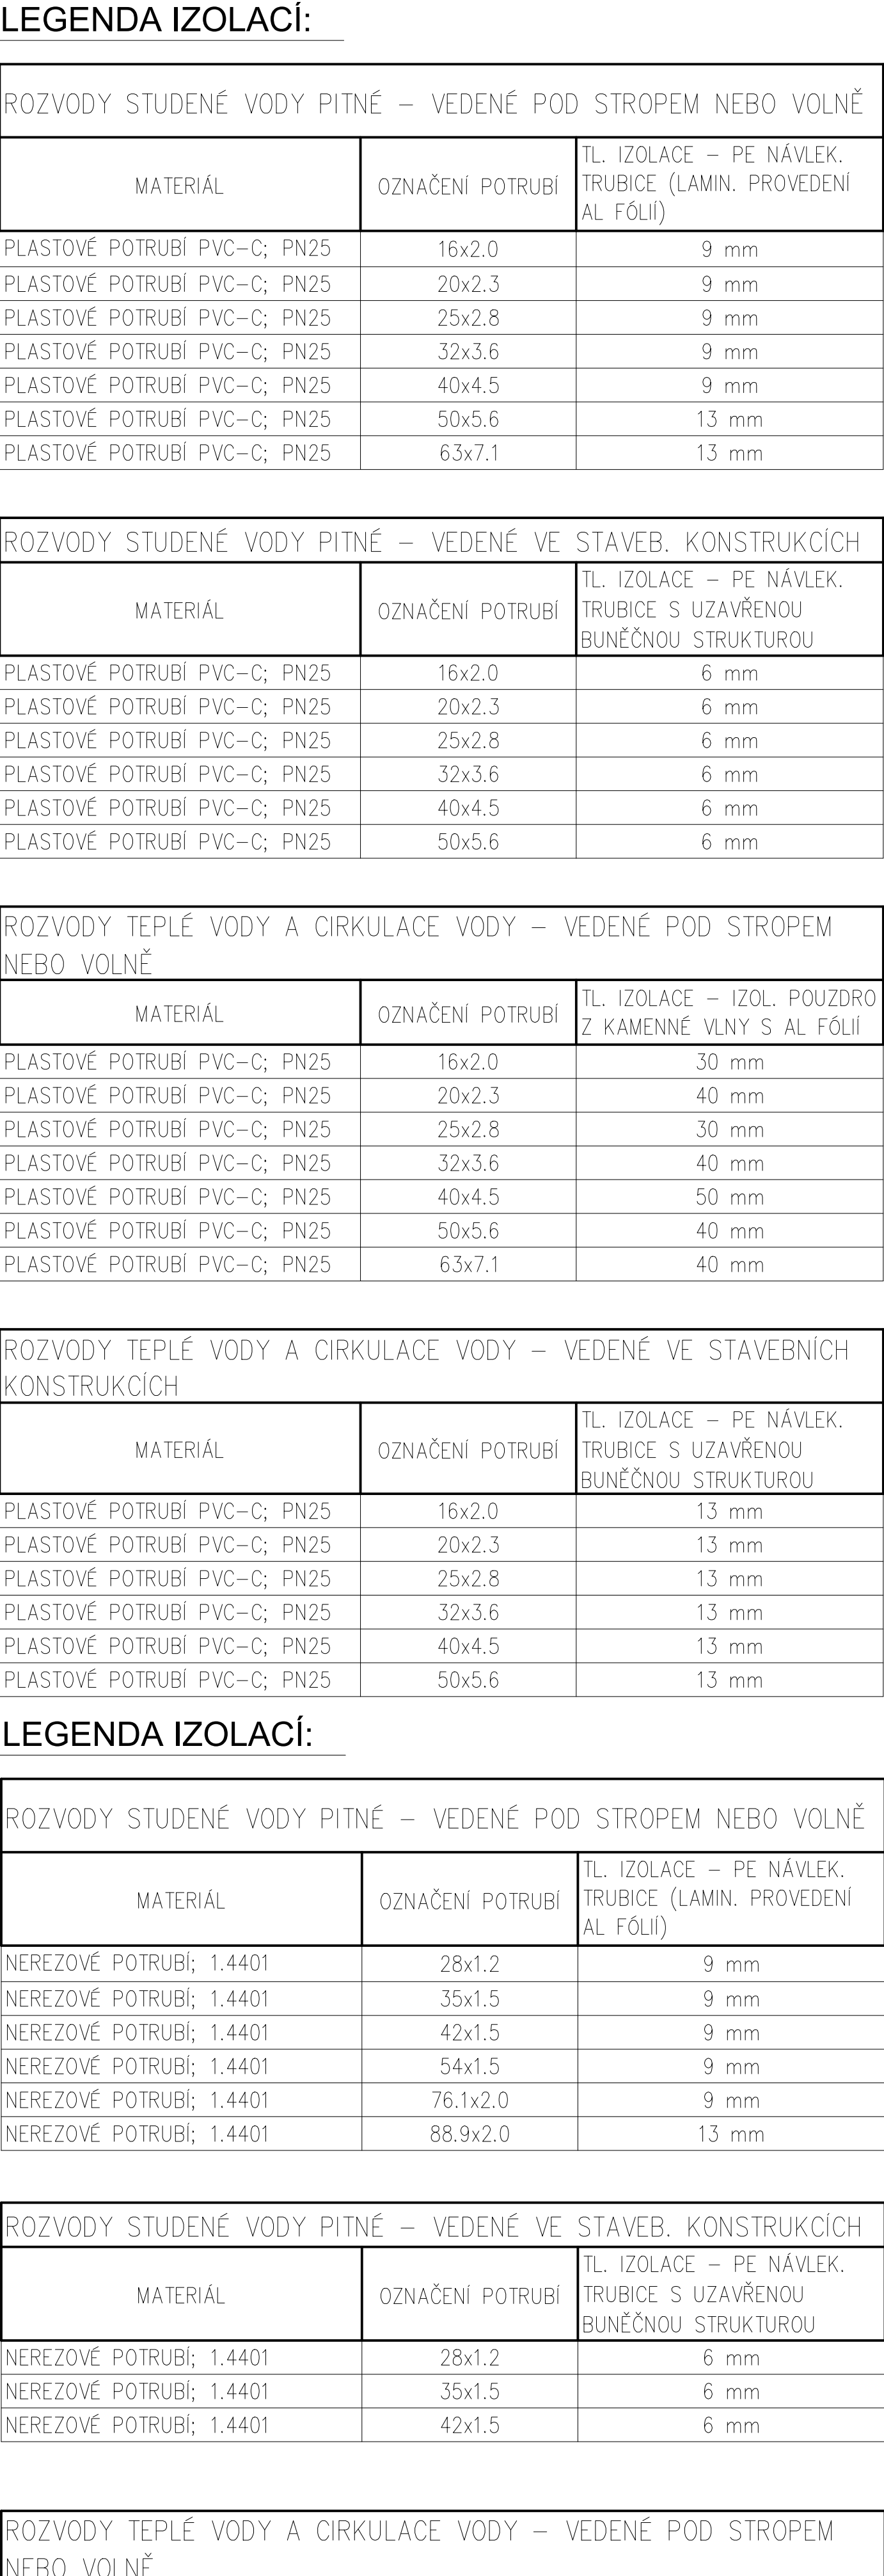 LEGENDA IZOLACÍ:
ROZVODY STUDENÉ VODY PITNÉ – VEDENÉ POD STROPEM NEBO VOLNĚ
MATERIÁL OZNAČENÍ POTRUBÍ TL. IZOLACE – PE NÁVLEK.
TRUBICE (LAMIN. PROVEDENÍ
AL FÓLIÍ)
PLASTOVÉ POTRUBÍ PVC–C; PN25 16x2.0 9 mm
PLASTOVÉ POTRUBÍ PVC–C; PN25 20x2.3 9 mm
PLASTOVÉ POTRUBÍ PVC–C; PN25 25x2.8 9 mm
PLASTOVÉ POTRUBÍ PVC–C; PN25 32x3.6 9 mm
PLASTOVÉ POTRUBÍ PVC–C; PN25 40x4.5 9 mm
PLASTOVÉ POTRUBÍ PVC–C; PN25 50x5.6 13 mm
PLASTOVÉ POTRUBÍ PVC–C; PN25 63x7.1 13 mm
ROZVODY STUDENÉ VODY PITNÉ – VEDENÉ VE STAVEB. KONSTRUKCÍCH
MATERIÁL OZNAČENÍ POTRUBÍ TL. IZOLACE – PE NÁVLEK.
TRUBICE S UZAVŘENOU
BUNĚČNOU STRUKTUROU
PLASTOVÉ POTRUBÍ PVC–C; PN25 16x2.0 6 mm
PLASTOVÉ POTRUBÍ PVC–C; PN25 20x2.3 6 mm
PLASTOVÉ POTRUBÍ PVC–C; PN25 25x2.8 6 mm
PLASTOVÉ POTRUBÍ PVC–C; PN25 32x3.6 6 mm
PLASTOVÉ POTRUBÍ PVC–C; PN25 40x4.5 6 mm
PLASTOVÉ POTRUBÍ PVC–C; PN25 50x5.6 6 mm
ROZVODY TEPLÉ VODY A CIRKULACE VODY – VEDENÉ POD STROPEM
NEBO VOLNĚ
MATERIÁL OZNAČENÍ POTRUBÍ TL. IZOLACE – IZOL. POUZDRO
Z KAMENNÉ VLNY S AL FÓLIÍ
PLASTOVÉ POTRUBÍ PVC–C; PN25 16x2.0 30 mm
PLASTOVÉ POTRUBÍ PVC–C; PN25 20x2.3 40 mm
PLASTOVÉ POTRUBÍ PVC–C; PN25 25x2.8 30 mm
PLASTOVÉ POTRUBÍ PVC–C; PN25 32x3.6 40 mm
PLASTOVÉ POTRUBÍ PVC–C; PN25 40x4.5 50 mm
PLASTOVÉ POTRUBÍ PVC–C; PN25 50x5.6 40 mm
PLASTOVÉ POTRUBÍ PVC–C; PN25 63x7.1 40 mm
ROZVODY TEPLÉ VODY A CIRKULACE VODY – VEDENÉ VE STAVEBNÍCH
KONSTRUKCÍCH
MATERIÁL OZNAČENÍ POTRUBÍ TL. IZOLACE – PE NÁVLEK.
TRUBICE S UZAVŘENOU
BUNĚČNOU STRUKTUROU
PLASTOVÉ POTRUBÍ PVC–C; PN25 16x2.0 13 mm
PLASTOVÉ POTRUBÍ PVC–C; PN25 20x2.3 13 mm
PLASTOVÉ POTRUBÍ PVC–C; PN25 25x2.8 13 mm
PLASTOVÉ POTRUBÍ PVC–C; PN25 32x3.6 13 mm
PLASTOVÉ POTRUBÍ PVC–C; PN25 40x4.5 13 mm
PLASTOVÉ POTRUBÍ PVC–C; PN25 50x5.6 13 mm
LEGENDA IZOLACÍ:
ROZVODY STUDENÉ VODY PITNÉ – VEDENÉ POD STROPEM NEBO VOLNĚ
MATERIÁL OZNAČENÍ POTRUBÍ TL. IZOLACE – PE NÁVLEK.
TRUBICE (LAMIN. PROVEDENÍ
AL FÓLIÍ)
NEREZOVÉ POTRUBÍ; 1.4401 28x1.2 9 mm
NEREZOVÉ POTRUBÍ; 1.4401 35x1.5 9 mm
NEREZOVÉ POTRUBÍ; 1.4401 42x1.5 9 mm
NEREZOVÉ POTRUBÍ; 1.4401 54x1.5 9 mm
NEREZOVÉ POTRUBÍ; 1.4401 76.1x2.0 9 mm
NEREZOVÉ POTRUBÍ; 1.4401 88.9x2.0 13 mm
ROZVODY STUDENÉ VODY PITNÉ – VEDENÉ VE STAVEB. KONSTRUKCÍCH
MATERIÁL OZNAČENÍ POTRUBÍ TL. IZOLACE – PE NÁVLEK.
TRUBICE S UZAVŘENOU
BUNĚČNOU STRUKTUROU
NEREZOVÉ POTRUBÍ; 1.4401 28x1.2 6 mm
NEREZOVÉ POTRUBÍ; 1.4401 35x1.5 6 mm
NEREZOVÉ POTRUBÍ; 1.4401 42x1.5 6 mm
ROZVODY TEPLÉ VODY A CIRKULACE VODY – VEDENÉ POD STROPEM
NEBO VOLNĚ